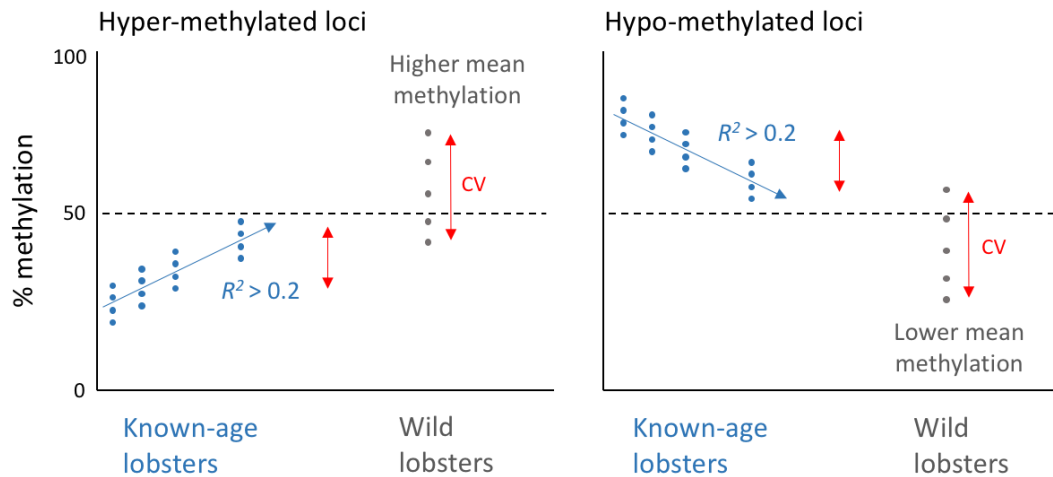 Hyper-methylated loci
Hypo-methylated loci
% methylation
100
50
0
Higher mean
methylation
CV
R² > 0.2
Known-age
lobsters
Wild
lobsters
R² > 0.2
CV
Lower mean
methylation
Known-age
lobsters
Wild
lobsters